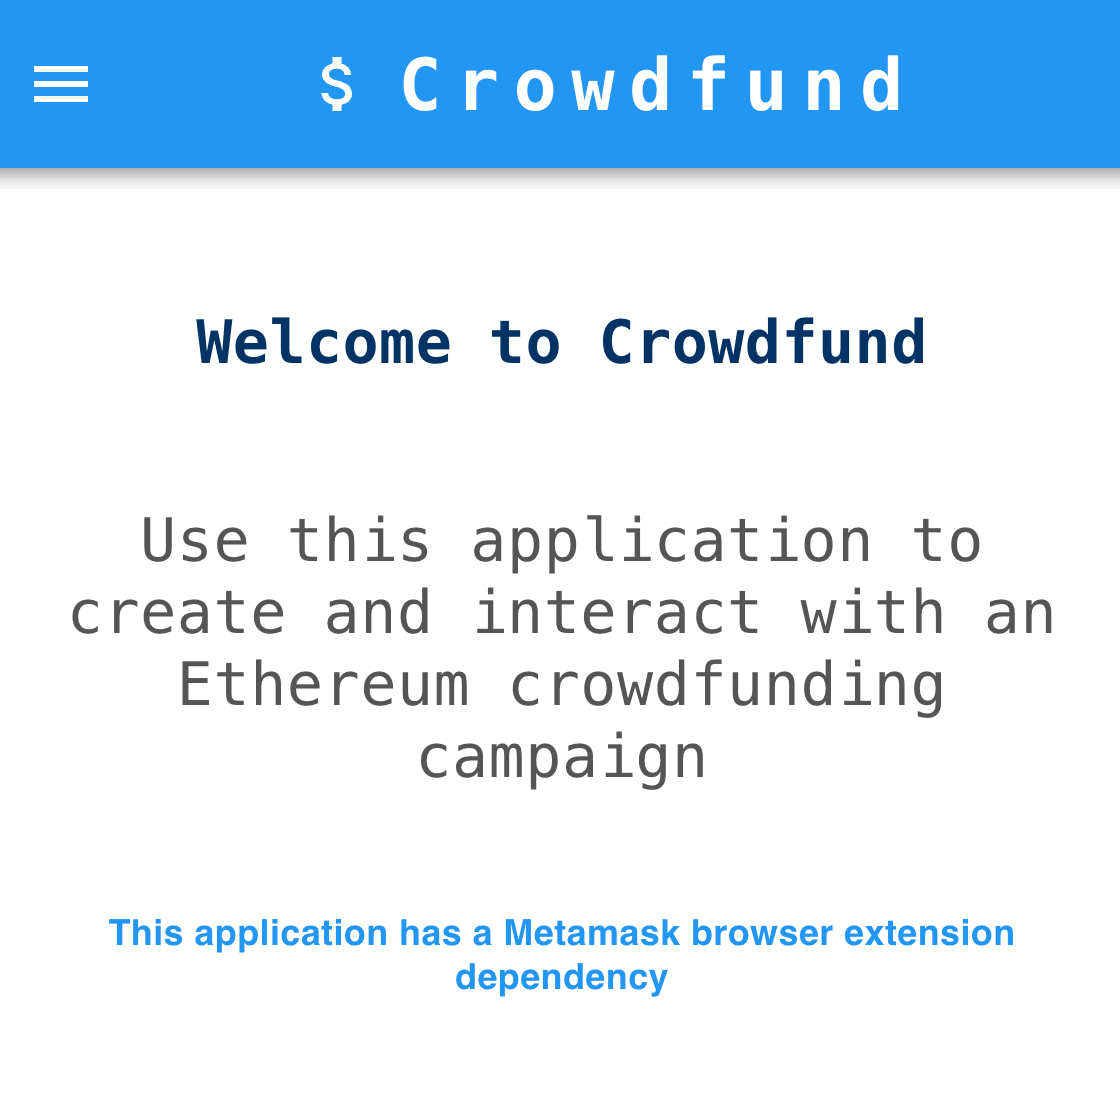 $ Crowdfund
Welcome to Crowdfund
Use this application to
create and interact with an
Ethereum crowdfunding
campaign
This application has a Metamask browser extension
dependency